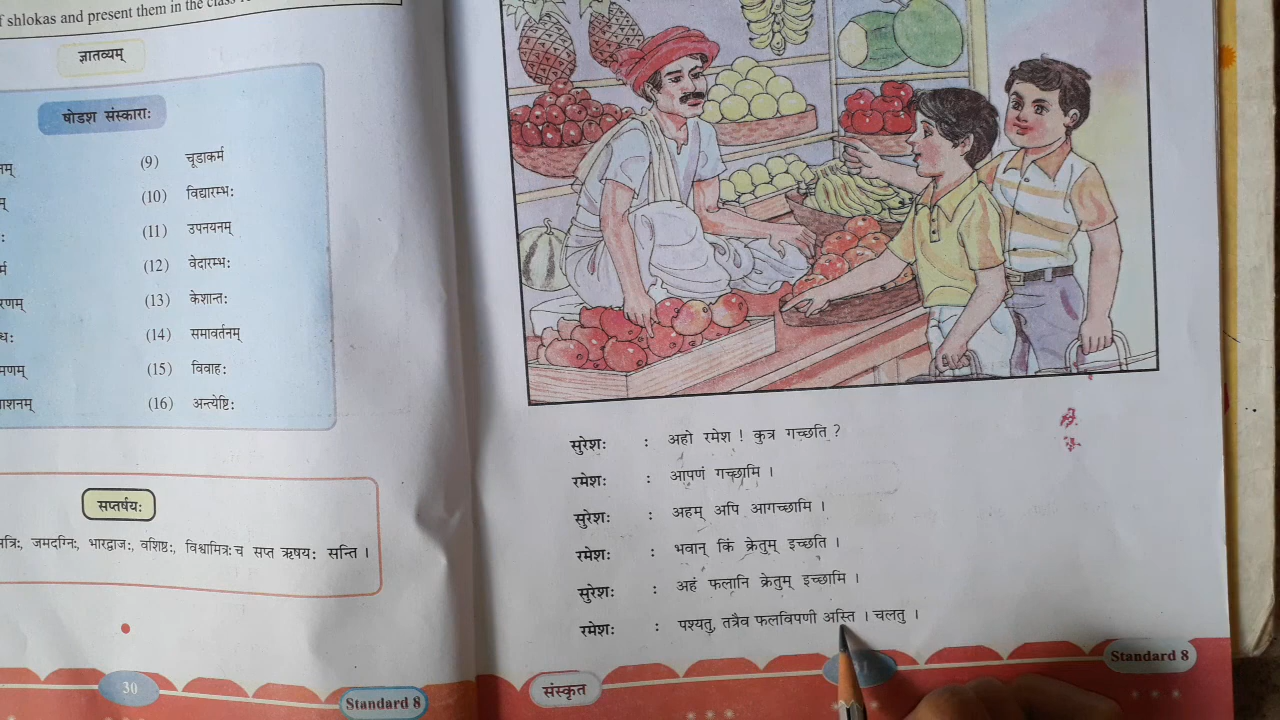 f shlokas and present them in the class
ज्ञातव्यम्
षोडश संस्काराः
(9) चूडाकर्म
(10) विद्यारम्भः
(11) उपनयनम्
(12) वेदारम्भः
(13) केशान्तः
(14) समावर्तनम्
(15) विवाहः
(16) अन्त्येष्टिः
सप्तर्षयः
जमदग्निः, भारद्वाजः, वशिष्ठः, विश्वामित्रः च सप्त ऋषयः सन्ति ।
30
Standard 8
सुरेशः : अहो रमेश ! कुत्र गच्छति ?
रमेशः : आपणं गच्छामि ।
सुरेशः : अहम् अपि आगच्छामि ।
रमेशः : भवान् किं क्रेतुम् इच्छति ।
सुरेशः : अहं फलानि क्रेतुम् इच्छामि ।
रमेशः : पश्यतु, तत्रैव फलविपणी अस्ति । चलतु ।
संस्कृत
Standard 8